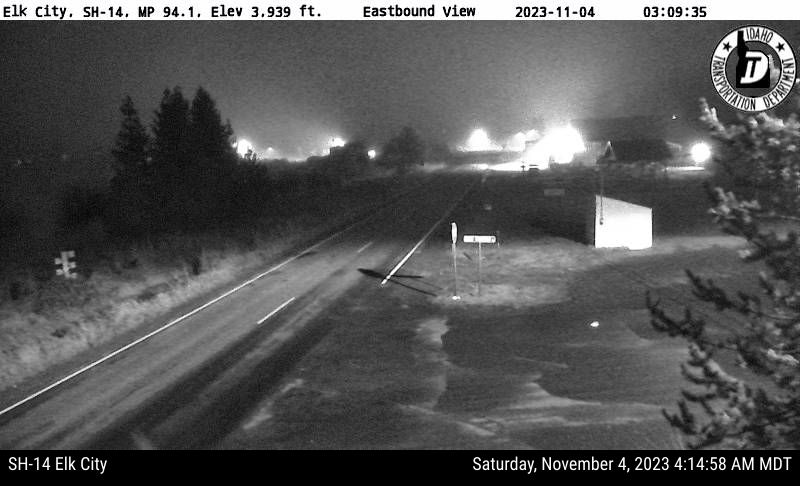 Elk City, SH-14, MP 94.1, Elev 3,939 ft. Eastbound View 2023-11-04 03:09:35
IDAHO
TRANSPORTATION DEPARTMENT
SH-14 Elk City Saturday, November 4, 2023 4:14:58 AM MDT